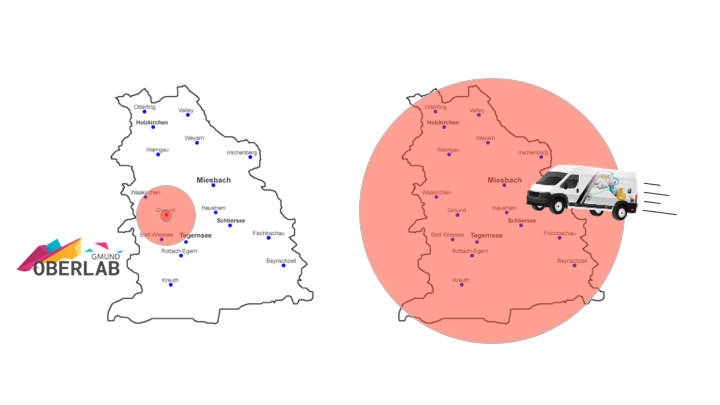 Otterfing
Valley
Holzkirchen
Weyarn
Warngau
Irschenberg
Miesbach
Waakirchen
Gmund
Hausham
Schliersee
Bad Wiessee
Tegernsee
Fischbachau
Rottach-Egern
Bayrischzell
Kreuth
GMUND
OBERLAB
Otterfing
Valley
Holzkirchen
Weyarn
Warngau
Irschenberg
Miesbach
Waakirchen
Gmund
Hausham
Schliersee
Bad Wiessee
Tegernsee
Fischbachau
Rottach-Egern
Bayrischzell
Kreuth